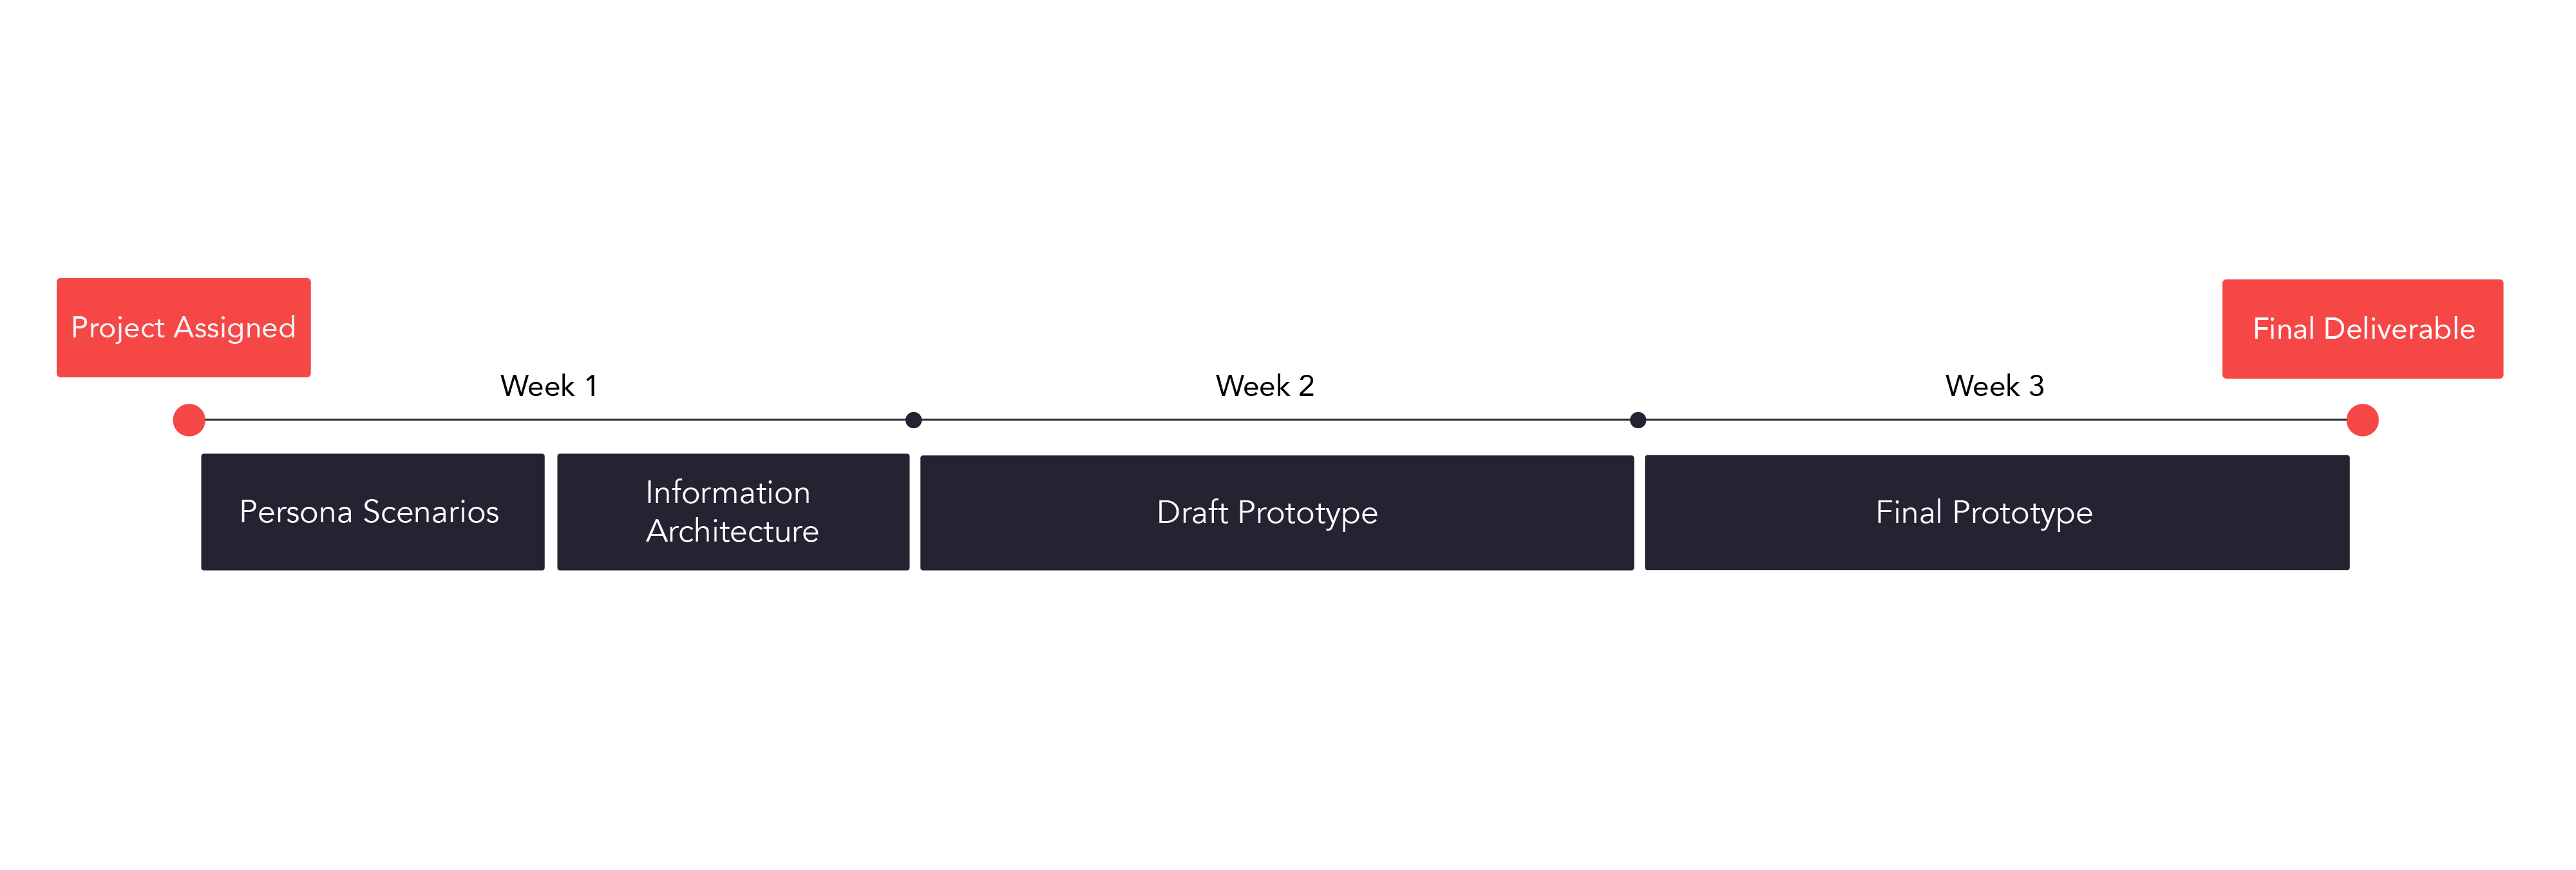 Project Assigned
Final Deliverable
Week 1
Week 2
Week 3
Persona Scenarios
Information
Architecture
Draft Prototype
Final Prototype